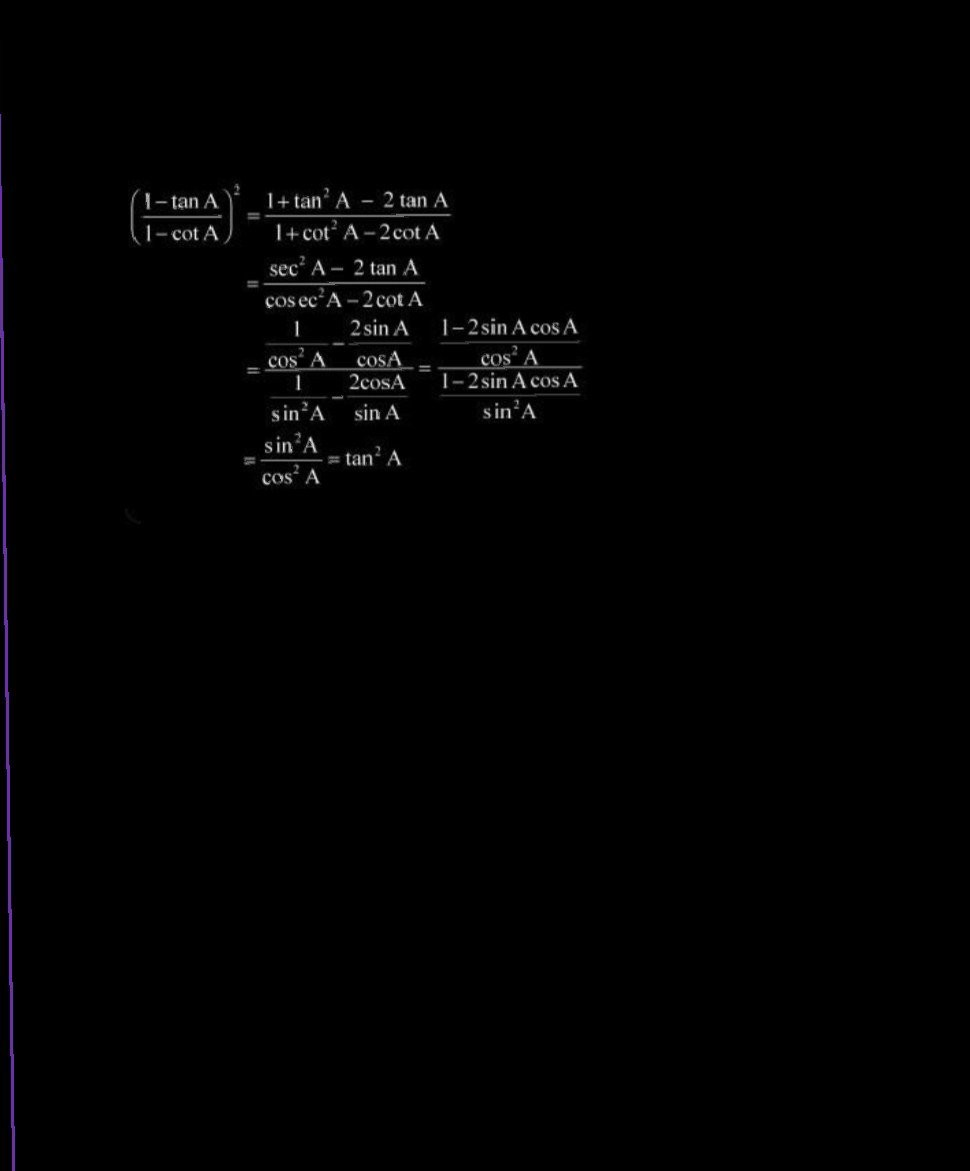 ((1 − tan A)/(1 − cot A))² = (1 + tan² A − 2 tan A)/(1 + cot² A − 2 cot A)
= (sec² A − 2 tan A)/(cosec² A − 2 cot A)
= (1/cos² A − 2 sin A/cos A)/(1/sin² A − 2 cos A/sin A) = ((1 − 2 sin A cos A)/cos² A)/((1 − 2 sin A cos A)/sin² A)
= sin² A/cos² A = tan² A